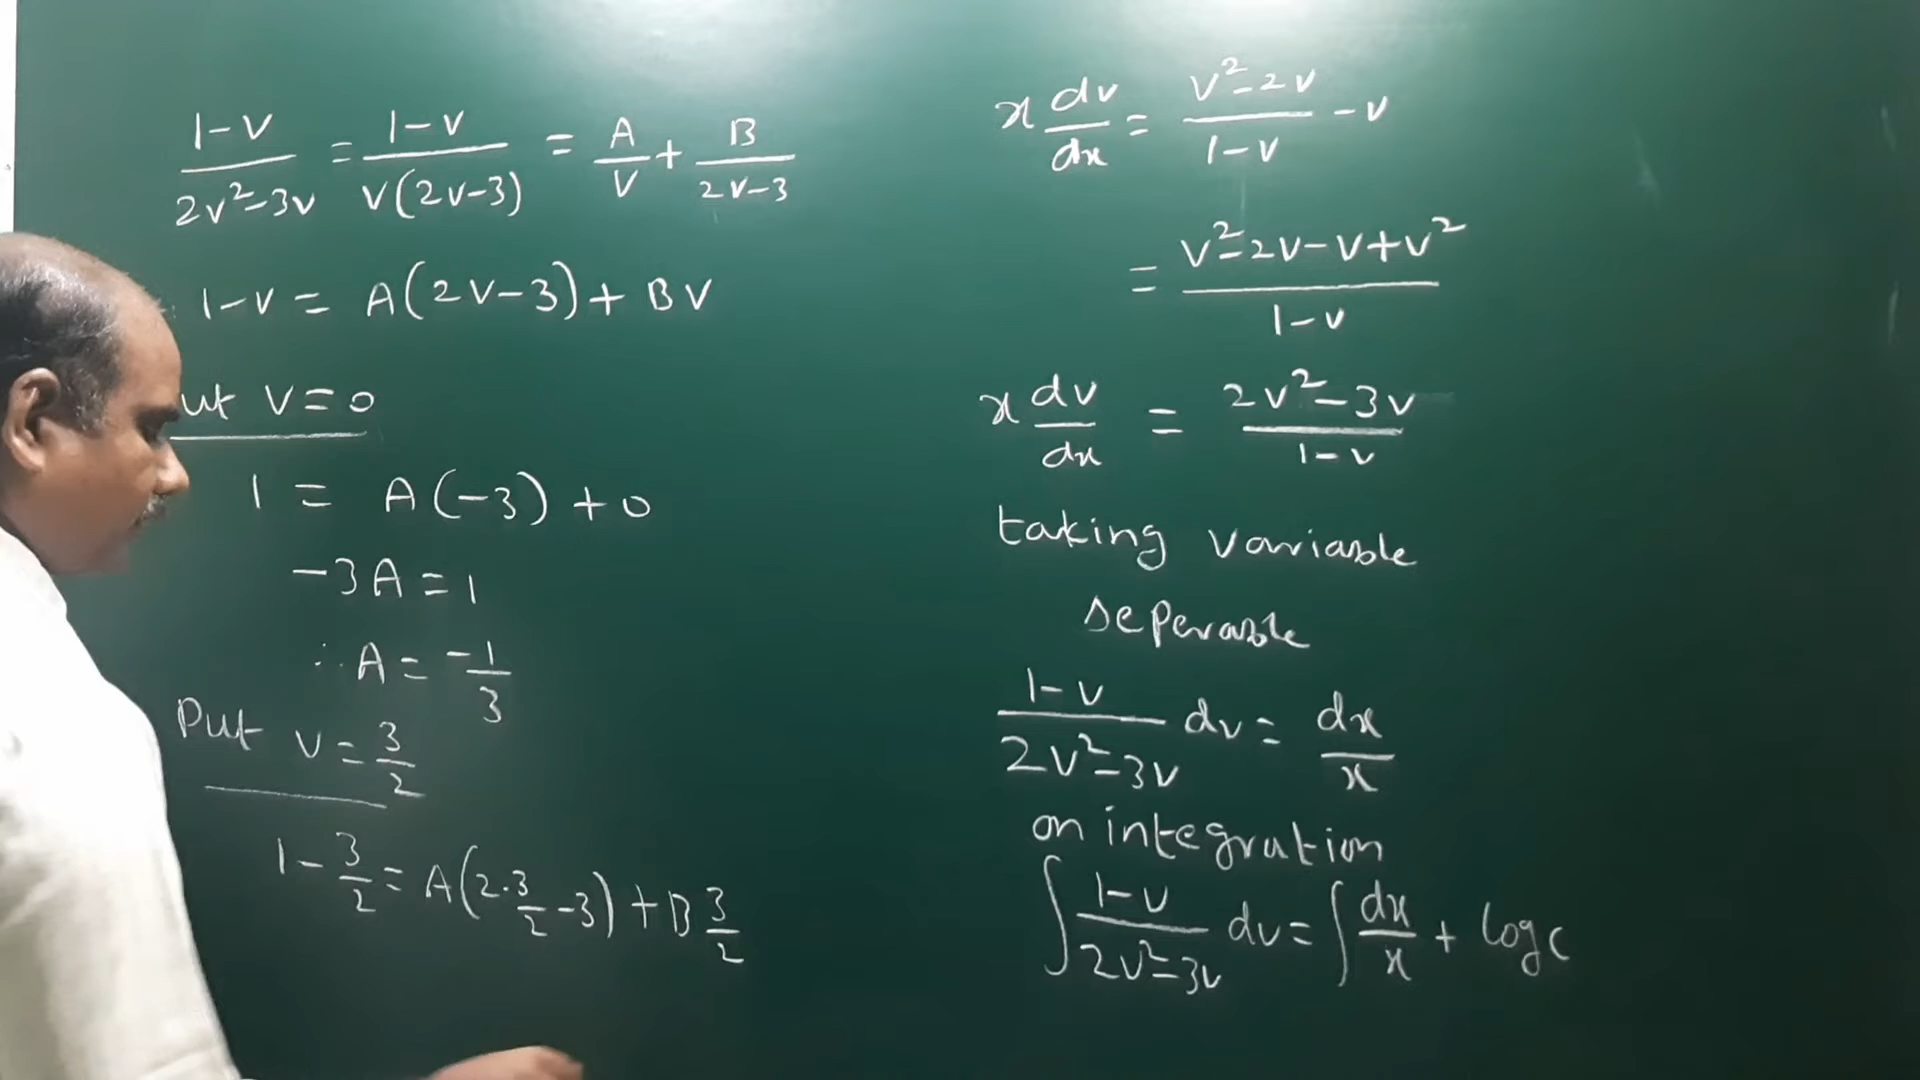 1-v/2v²-3v = 1-v/v(2v-3) = A/v + B/2v-3
1-v = A(2v-3) + Bv
ut v=0
1 = A(-3) + 0
-3A = 1
∴ A = -1/3
Put v = 3/2
1 - 3/2 = A(2·3/2 - 3) + B 3/2
x dv/dx = v²-2v/1-v - v
= v²-2v-v+v²/1-v
x dv/dx = 2v²-3v/1-v
taking variable
seperable
1-v/2v²-3v dv = dx/x
on integration
∫ 1-v/2v²-3v dv = ∫ dx/x + log c